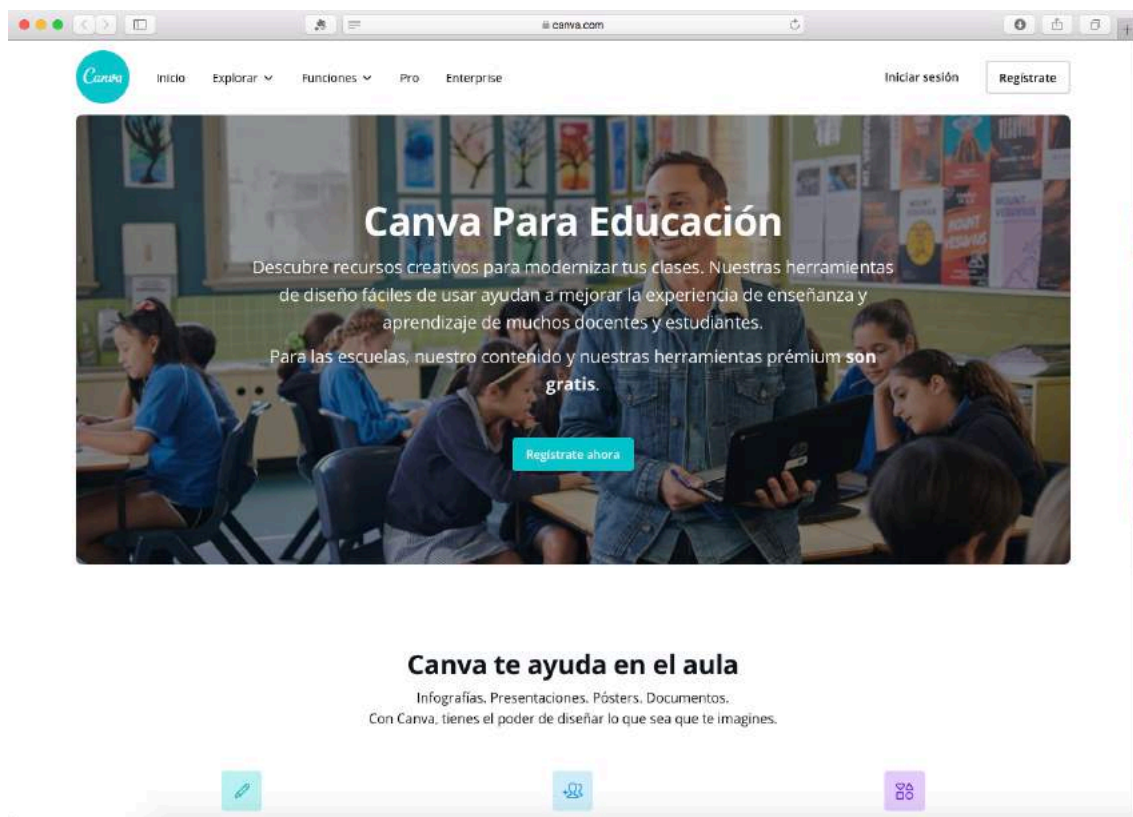 canva.com
Canva
Inicio
Explorar
Funciones
Pro
Enterprise
Iniciar sesión
Regístrate
Canva Para Educación
Descubre recursos creativos para modernizar tus clases. Nuestras herramientas
de diseño fáciles de usar ayudan a mejorar la experiencia de enseñanza y
aprendizaje de muchos docentes y estudiantes.
Para las escuelas, nuestro contenido y nuestras herramientas prémium son
gratis.
Regístrate ahora
Canva te ayuda en el aula
Infografías. Presentaciones. Pósters. Documentos.
Con Canva, tienes el poder de diseñar lo que sea que te imagines.